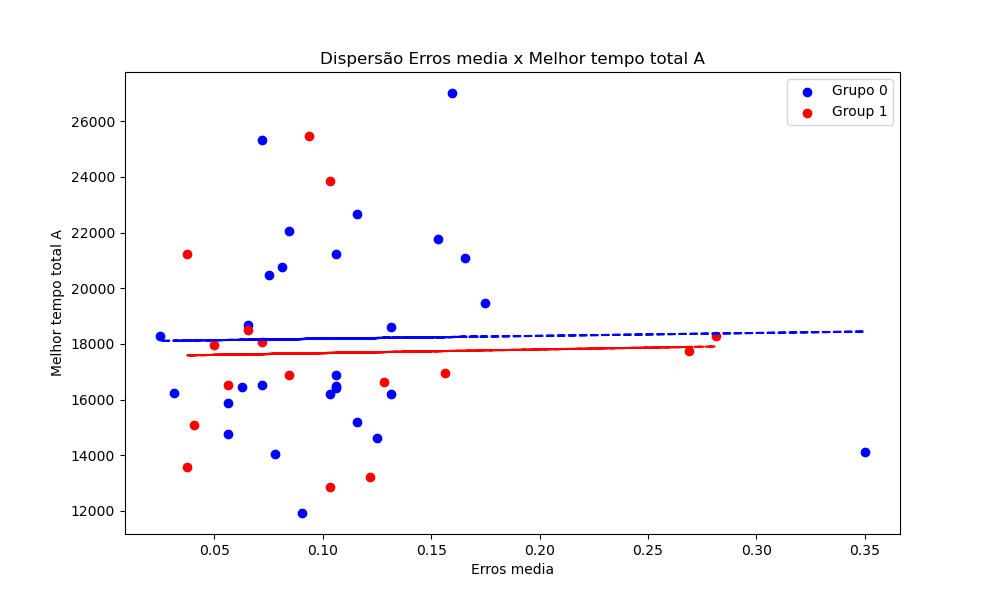 Dispersão Erros media x Melhor tempo total A
Grupo 0
Group 1
Melhor tempo total A
26000
24000
22000
20000
18000
16000
14000
12000
0.05 0.10 0.15 0.20 0.25 0.30 0.35
Erros media